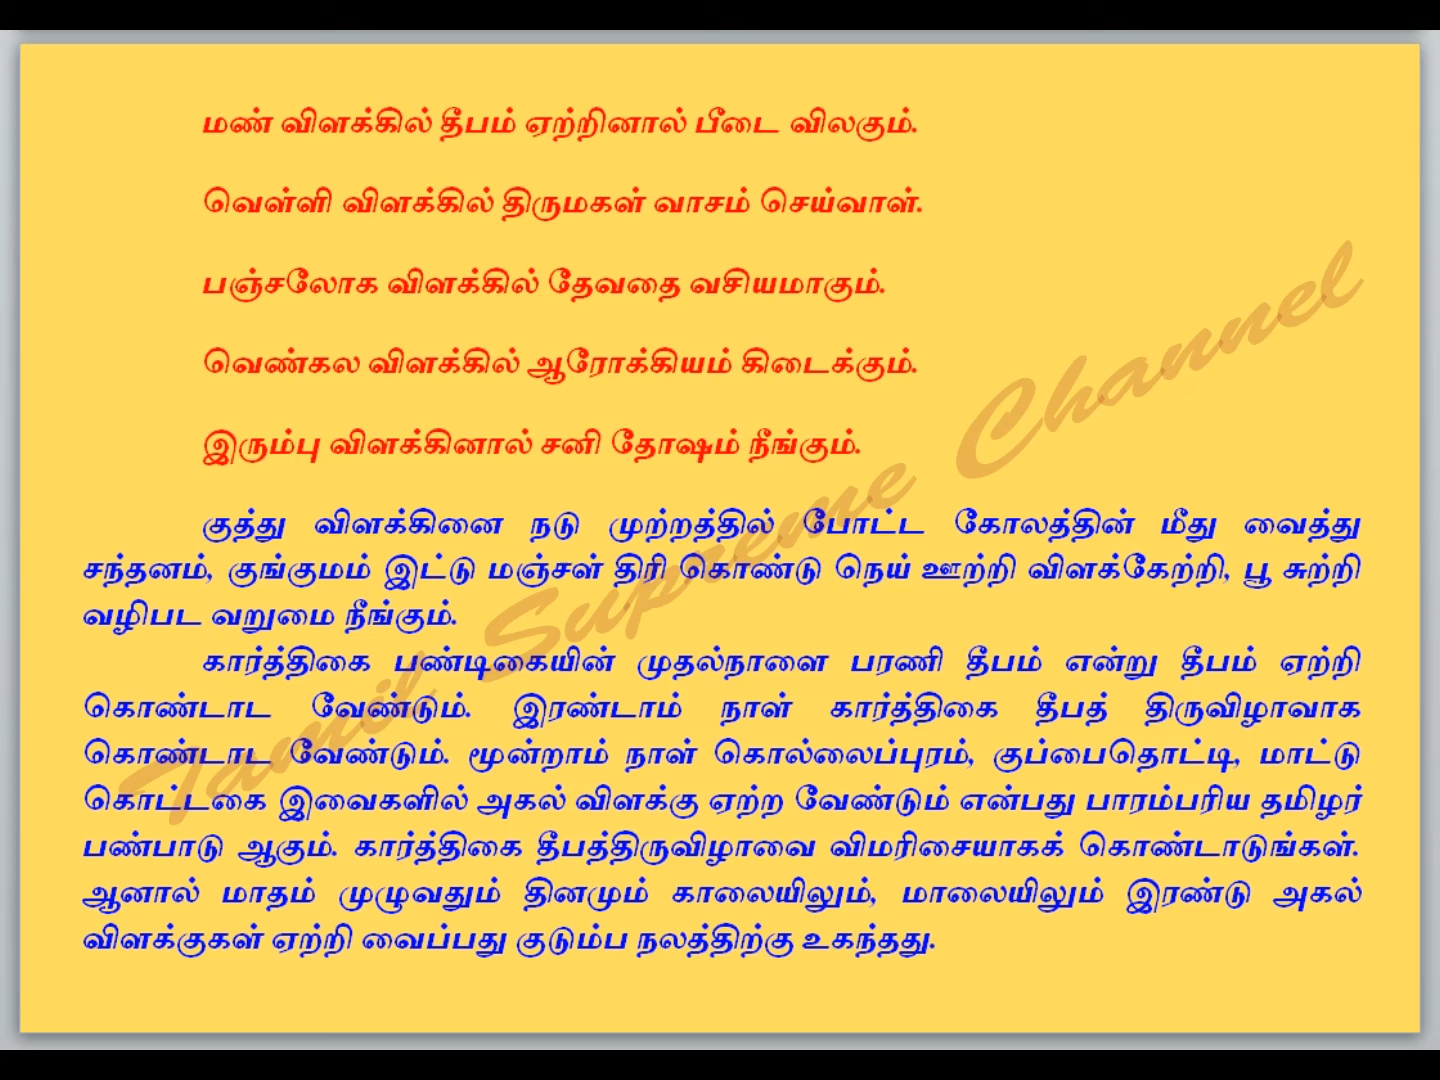 மண் விளக்கில் தீபம் ஏற்றினால் பீடை விலகும்.
வெள்ளி விளக்கில் திருமகள் வாசம் செய்வாள்.
பஞ்சலோக விளக்கில் தேவதை வசியமாகும்.
வெண்கல விளக்கில் ஆரோக்கியம் கிடைக்கும்.
இரும்பு விளக்கினால் சனி தோஷம் நீங்கும்.
குத்து விளக்கினை நடு முற்றத்தில் போட்ட கோலத்தின் மீது வைத்து
சந்தனம், குங்குமம் இட்டு மஞ்சள் திரி கொண்டு நெய் ஊற்றி விளக்கேற்றி, பூ சுற்றி
வழிபட வறுமை நீங்கும்.
கார்த்திகை பண்டிகையின் முதல்நாளை பரணி தீபம் என்று தீபம் ஏற்றி
கொண்டாட வேண்டும். இரண்டாம் நாள் கார்த்திகை தீபத் திருவிழாவாக
கொண்டாட வேண்டும். மூன்றாம் நாள் கொல்லைப்புரம், குப்பைதொட்டி, மாட்டு
கொட்டகை இவைகளில் அகல் விளக்கு ஏற்ற வேண்டும் என்பது பாரம்பரிய தமிழர்
பண்பாடு ஆகும். கார்த்திகை தீபத்திருவிழாவை விமரிசையாகக் கொண்டாடுங்கள்.
ஆனால் மாதம் முழுவதும் தினமும் காலையிலும், மாலையிலும் இரண்டு அகல்
விளக்குகள் ஏற்றி வைப்பது குடும்ப நலத்திற்கு உகந்தது.
Tamil Supreme Channel